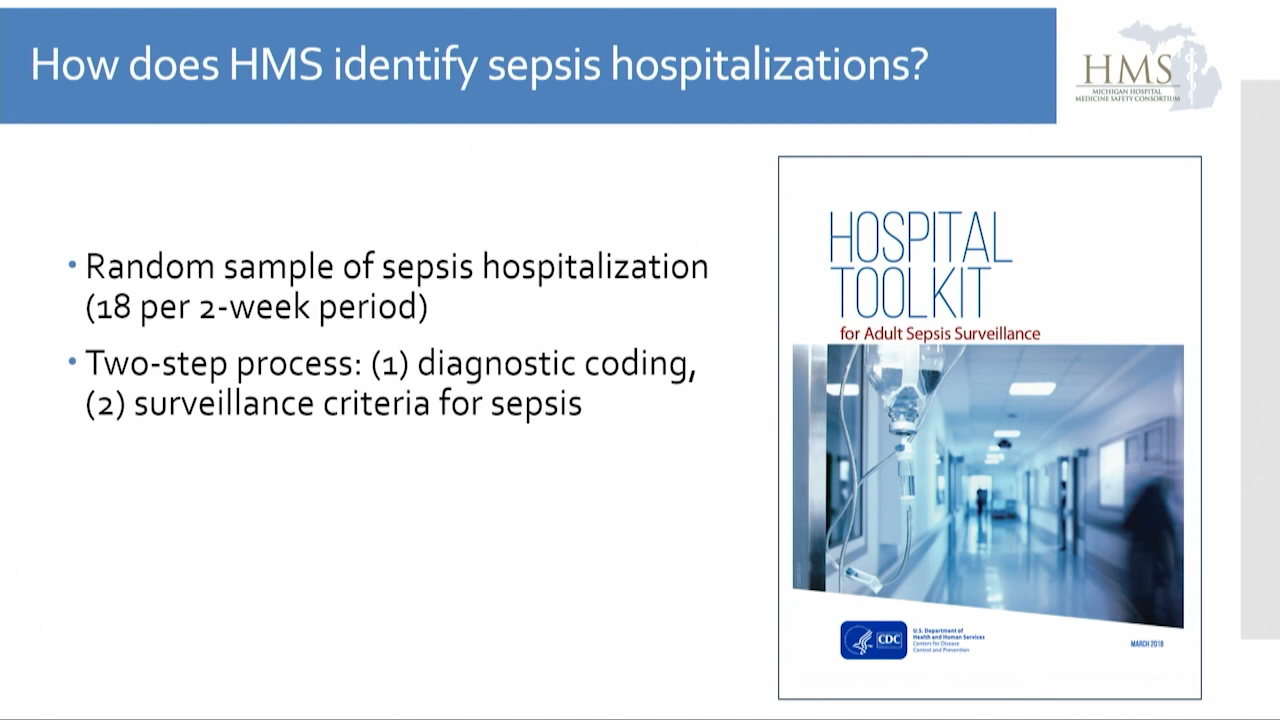 How does HMS identify sepsis hospitalizations?
HMS
MICHIGAN HOSPITAL
MEDICINE SAFETY CONSORTIUM
• Random sample of sepsis hospitalization
(18 per 2-week period)
• Two-step process: (1) diagnostic coding,
(2) surveillance criteria for sepsis
HOSPITAL
TOOLKIT
for Adult Sepsis Surveillance
CDC
U.S. Department of
Health and Human Services
Centers for Disease
Control and Prevention
MARCH 2018